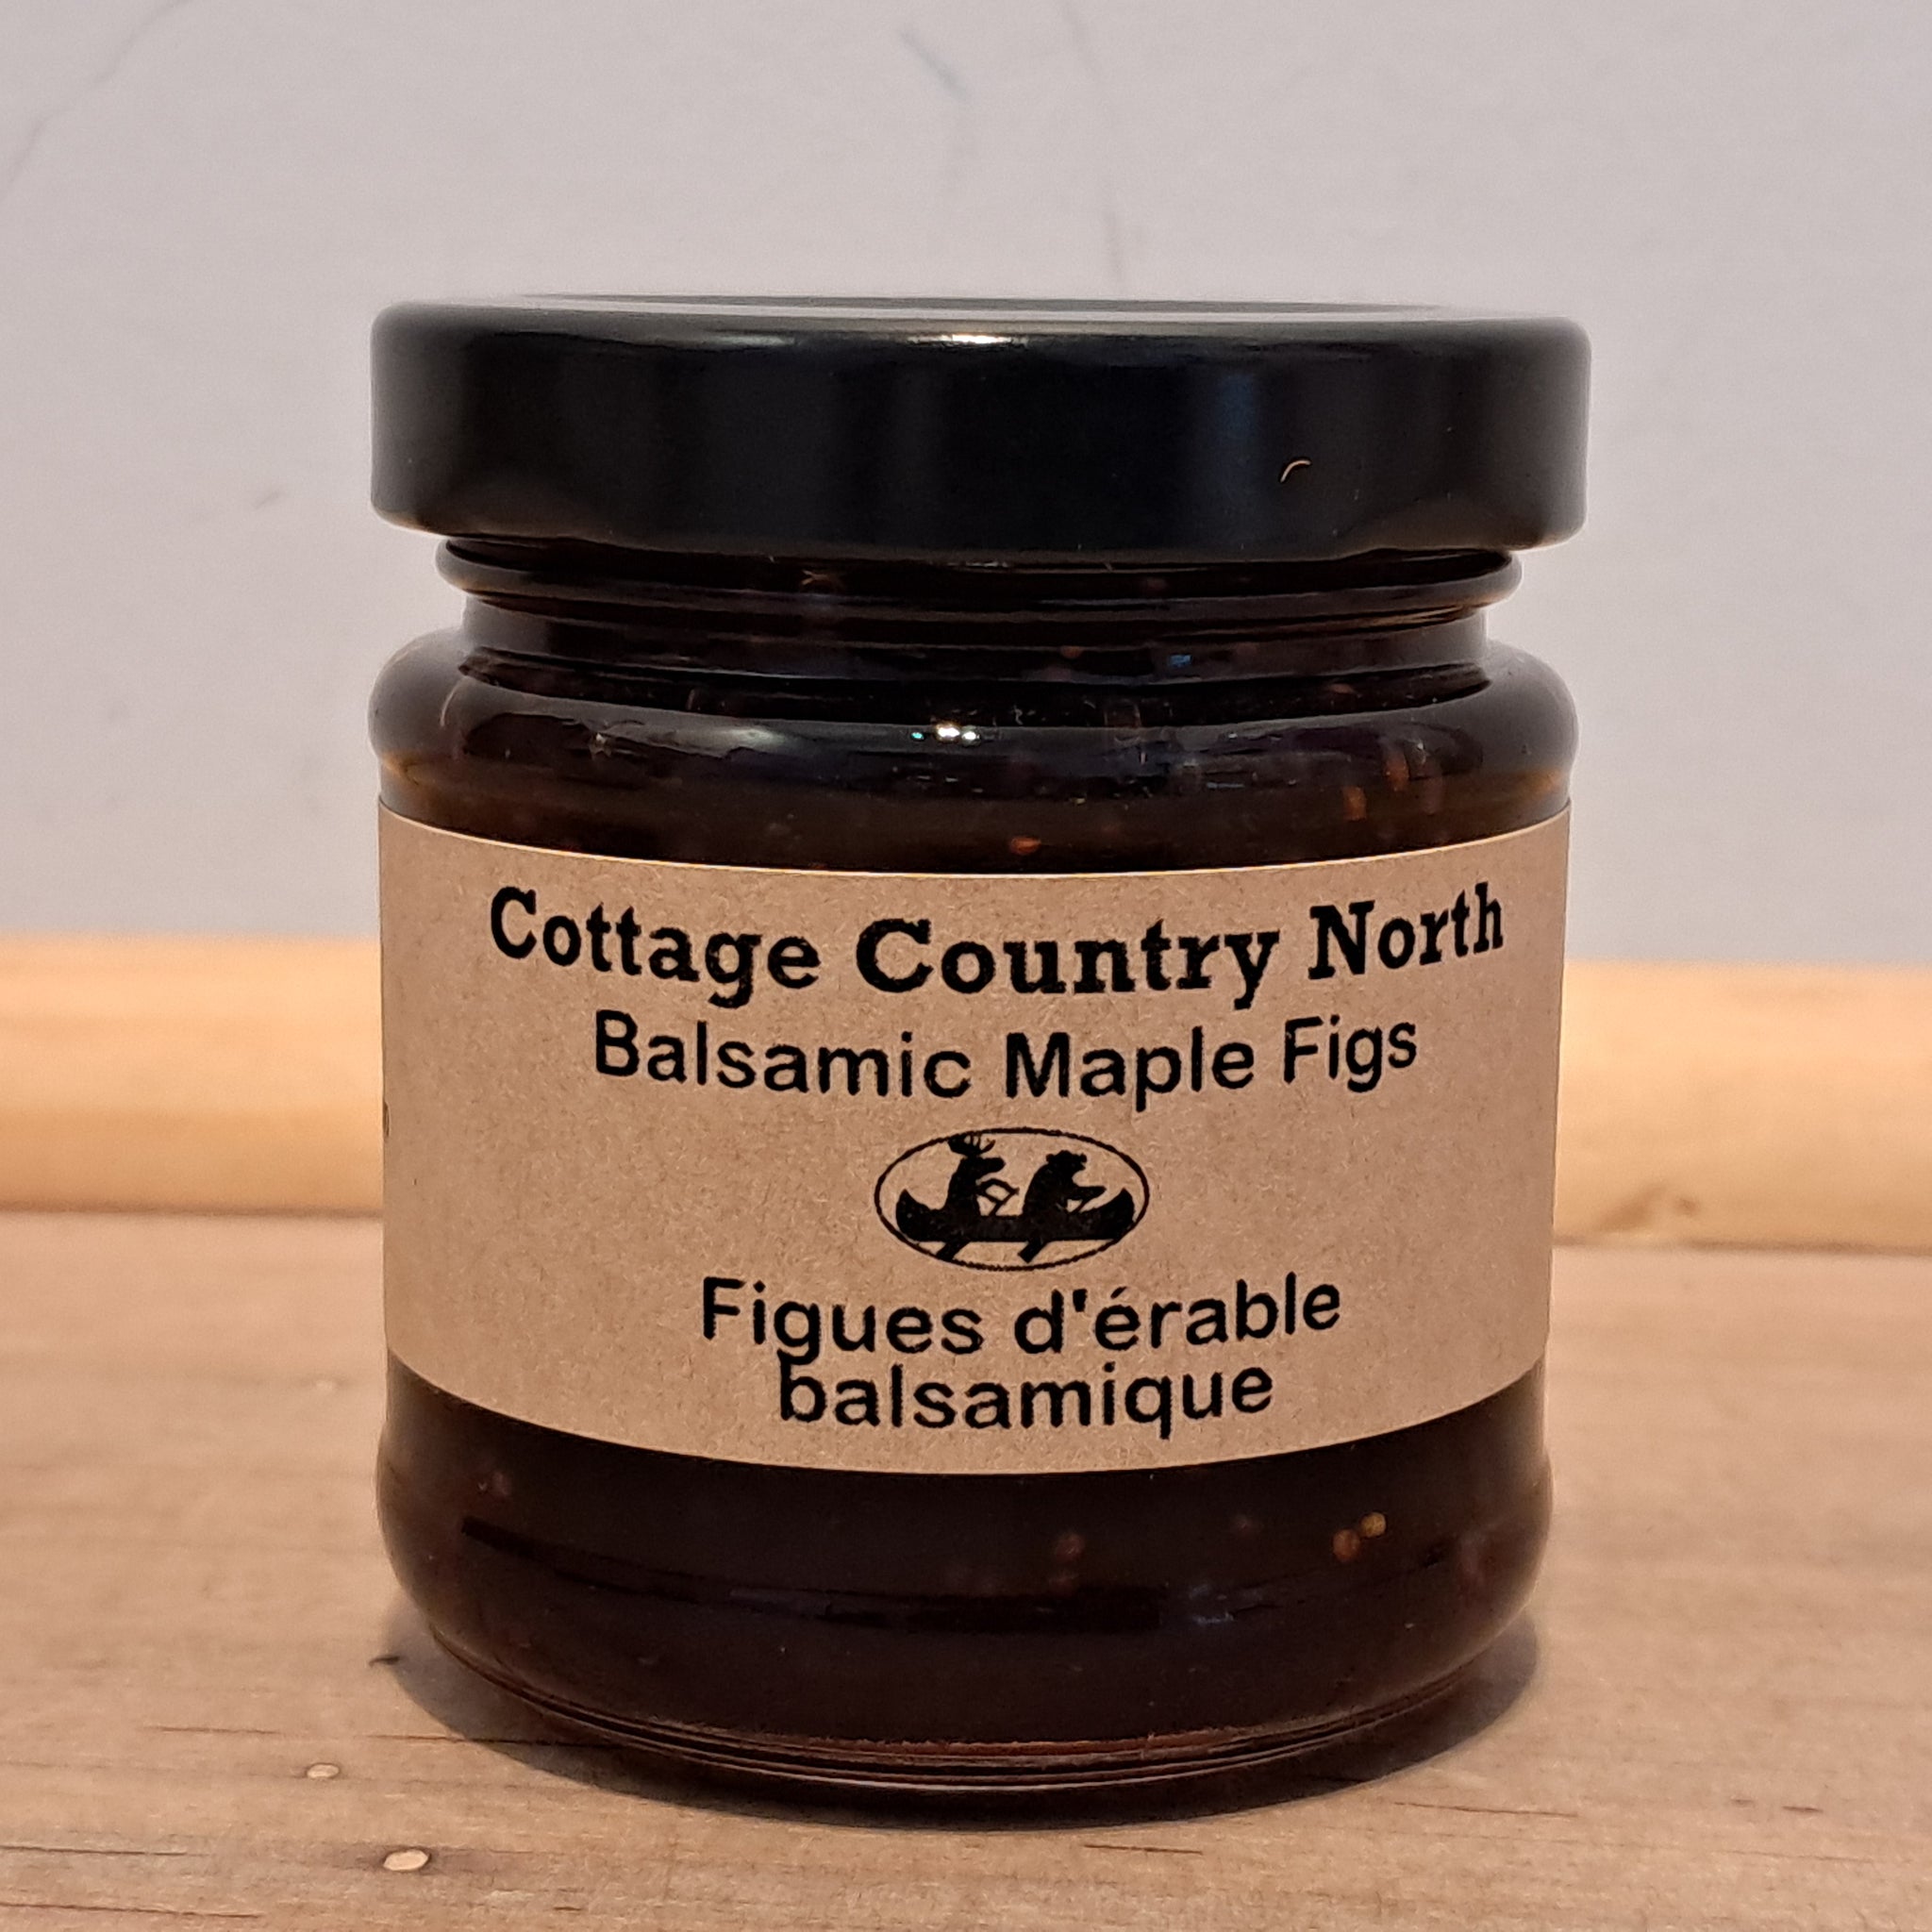 Cottage Country North
Balsamic Maple Figs
Figues d'érable
balsamique